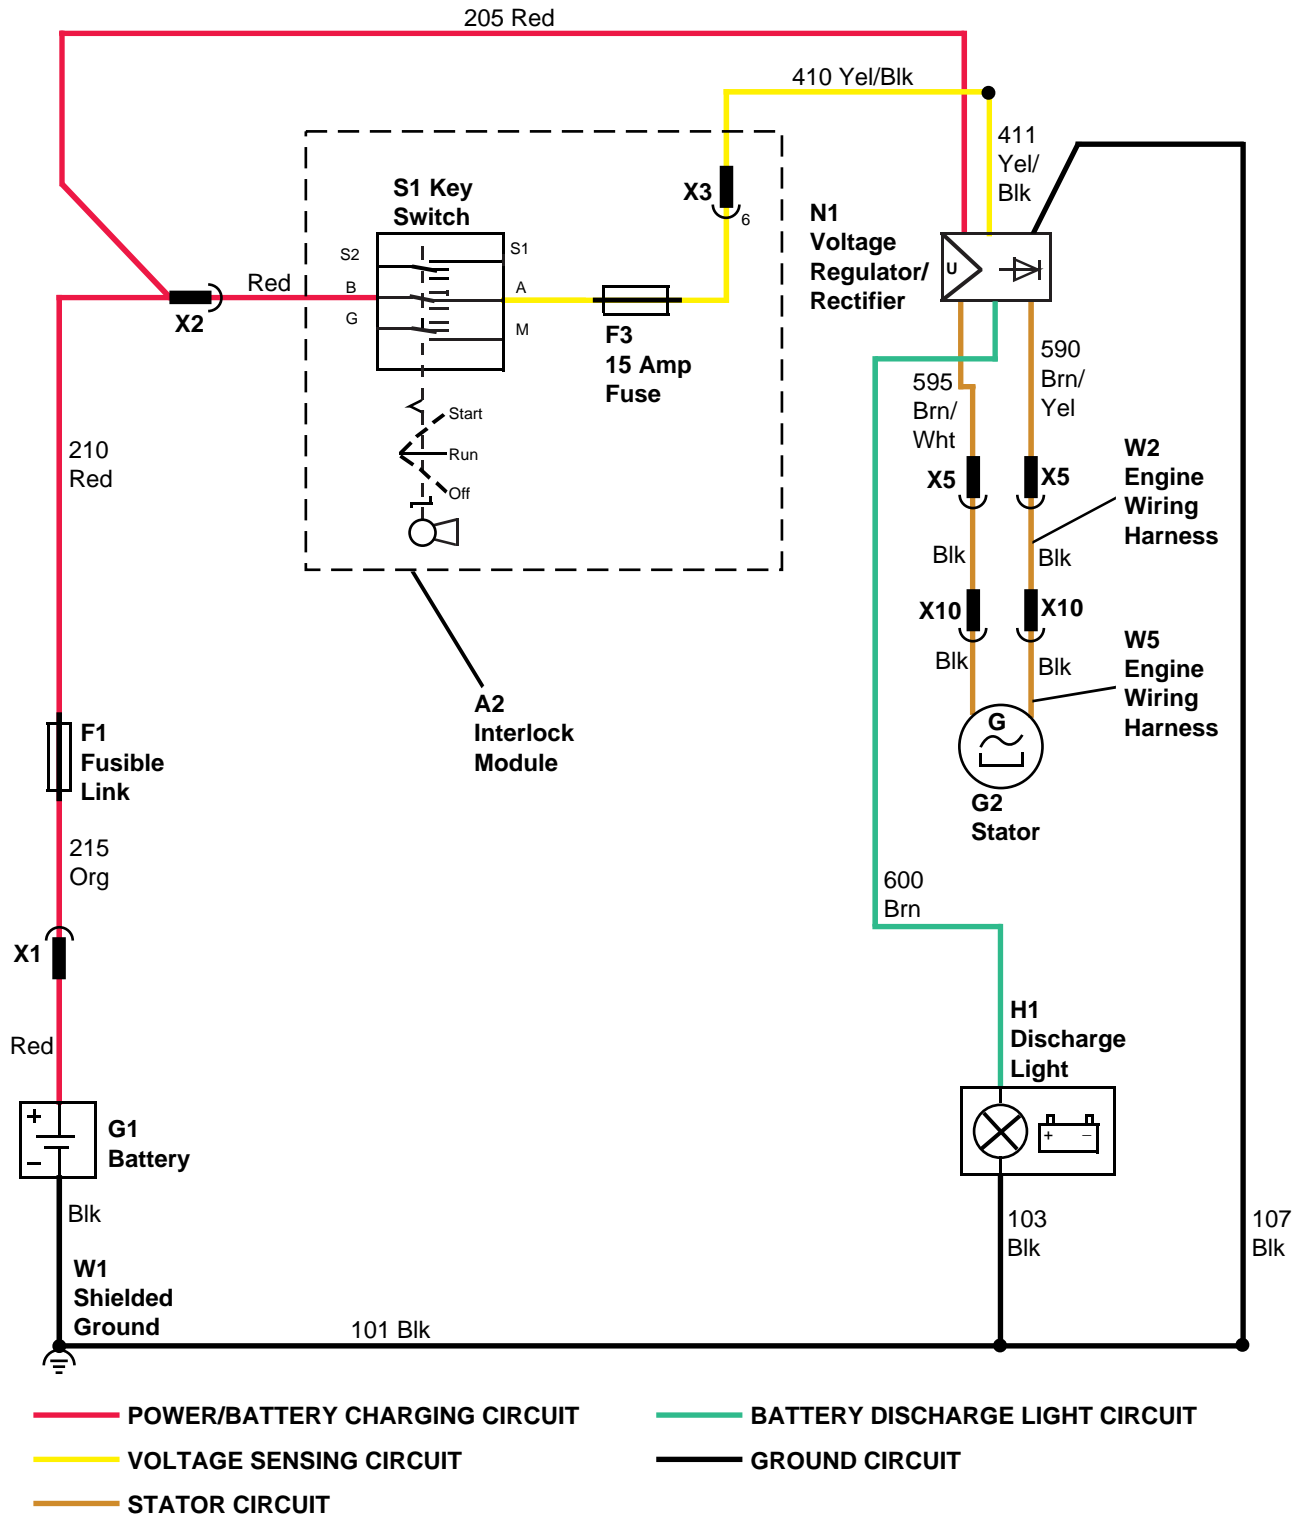 205 Red
410 Yel/Blk
411
Yel/
Blk
S1 Key
Switch
X3
6
N1
Voltage
Regulator/
Rectifier
U
S2
S1
B
A
G
M
Red
X2
F3
15 Amp
Fuse
595
Brn/
Wht
590
Brn/
Yel
Start
Run
Off
210
Red
X5
X5
W2
Engine
Wiring
Harness
Blk
Blk
X10
X10
Blk
Blk
W5
Engine
Wiring
Harness
A2
Interlock
Module
G
G2
Stator
F1
Fusible
Link
215
Org
600
Brn
X1
Red
H1
Discharge
Light
+
−
G1
Battery
+ −
Blk
103
Blk
107
Blk
W1
Shielded
Ground
101 Blk
POWER/BATTERY CHARGING CIRCUIT
BATTERY DISCHARGE LIGHT CIRCUIT
VOLTAGE SENSING CIRCUIT
GROUND CIRCUIT
STATOR CIRCUIT